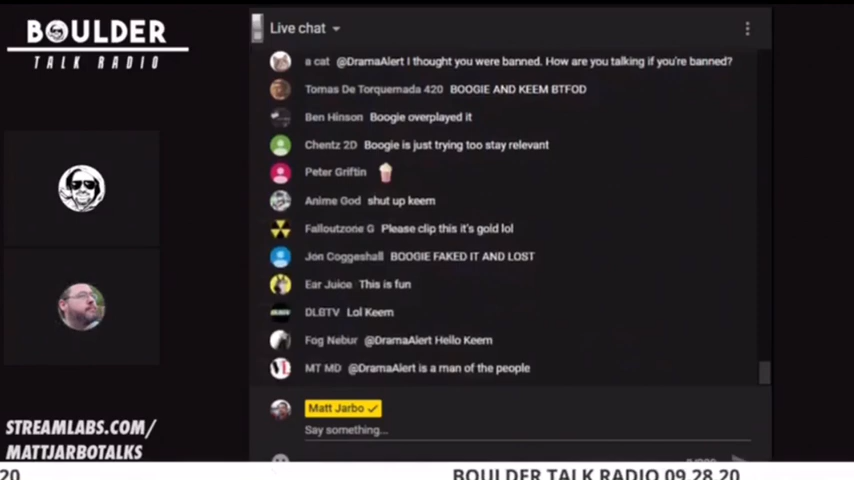 BOULDER
TALK RADIO
Live chat
a cat @DramaAlert I thought you were banned. How are you talking if you're banned?
Tomas De Torquemada 420 BOOGIE AND KEEM BTFOD
Ben Hinson Boogie overplayed it
Chentz 2D Boogie is just trying too stay relevant
Peter Griftin
Anime God shut up keem
Falloutzone G Please clip this it's gold lol
Jon Coggeshall BOOGIE FAKED IT AND LOST
Ear Juice This is fun
DLBTV Lol Keem
Fog Nebur @DramaAlert Hello Keem
MT MD @DramaAlert is a man of the people
Matt Jarbo
Say something...
STREAMLABS.COM/
MATTJARBOTALKS
20
BOULDER TALK RADIO 09.28.20